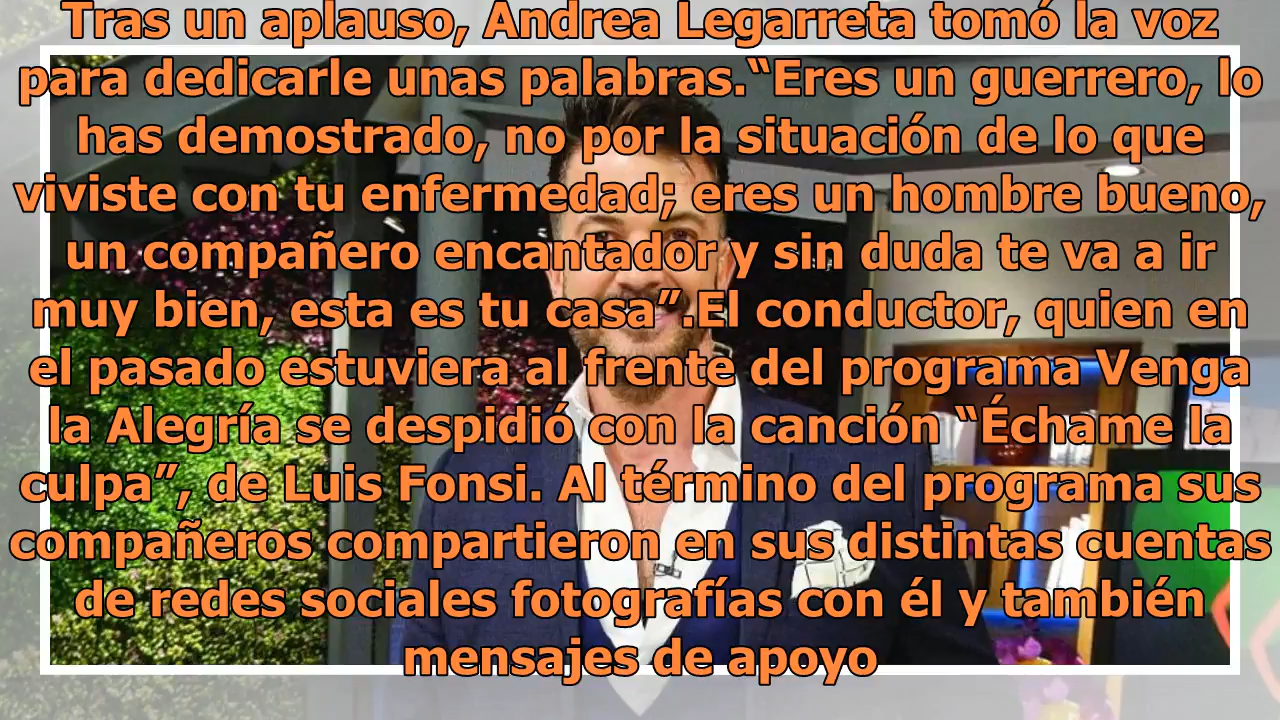 Tras un aplauso, Andrea Legarreta tomó la voz
para dedicarle unas palabras.“Eres un guerrero, lo
has demostrado, no por la situación de lo que
viviste con tu enfermedad; eres un hombre bueno,
un compañero encantador y sin duda te va a ir
muy bien, esta es tu casa”.El conductor, quien en
el pasado estuviera al frente del programa Venga
la Alegría se despidió con la canción “Échame la
culpa”, de Luis Fonsi. Al término del programa sus
compañeros compartieron en sus distintas cuentas
de redes sociales fotografías con él y también
mensajes de apoyo